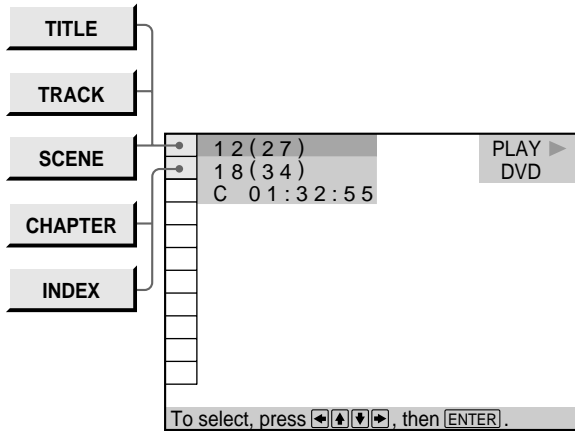 TITLE
TRACK
SCENE
CHAPTER
INDEX
12(27)
18(34)
C 01:32:55
PLAY
DVD
To select, press , then ENTER .